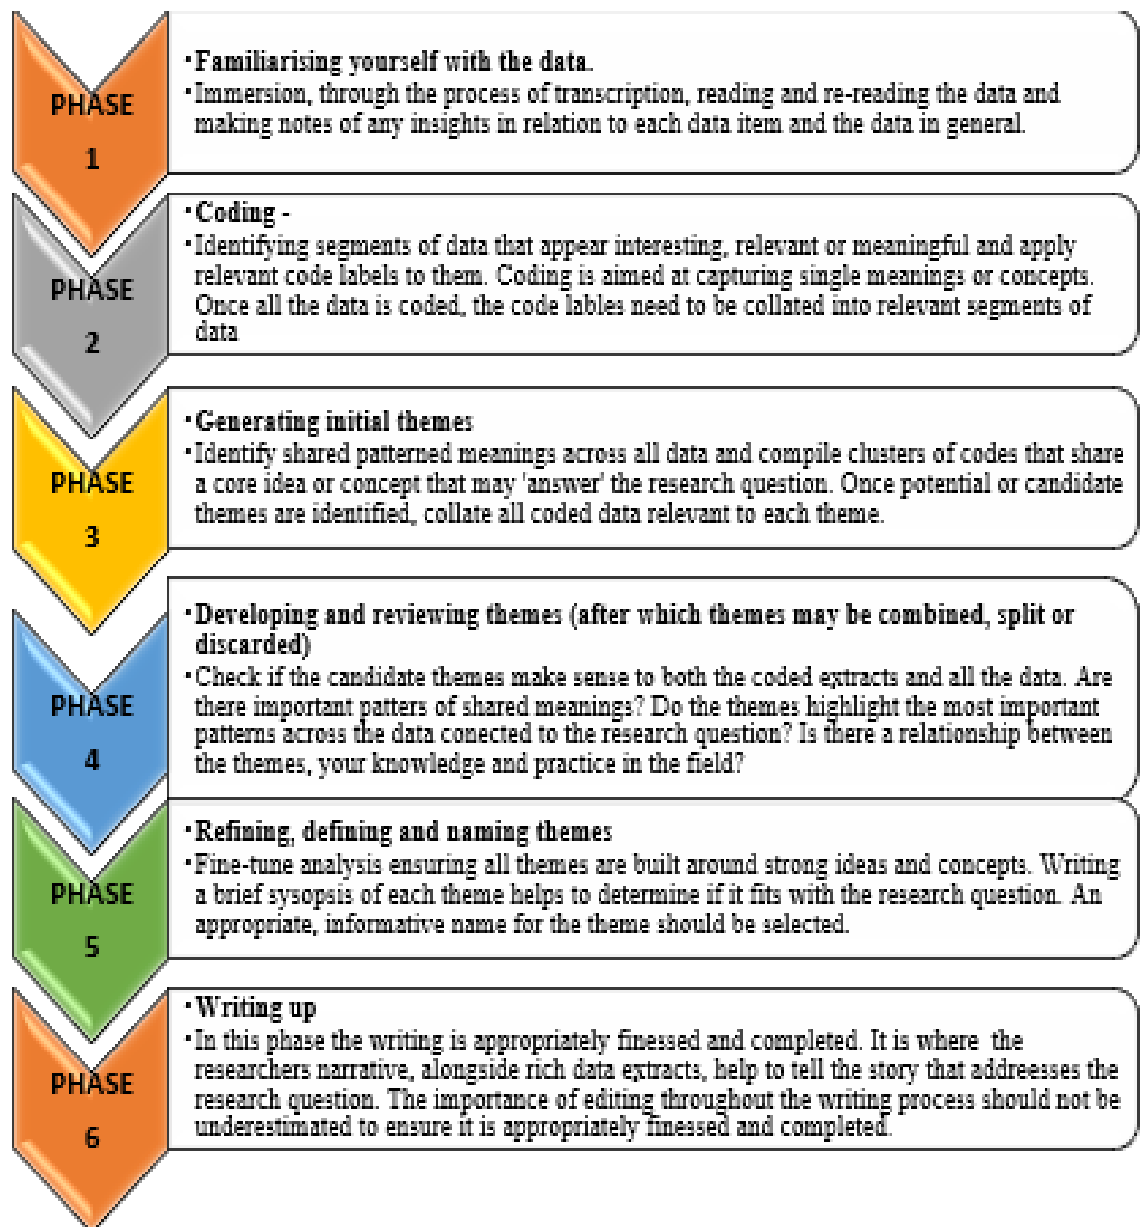 PHASE
1
•Familiarising yourself with the data.
•Immersion, through the process of transcription, reading and re-reading the data and
making notes of any insights in relation to each data item and the data in general.
PHASE
2
•Coding -
•Identifying segments of data that appear interesting, relevant or meaningful and apply
relevant code labels to them. Coding is aimed at capturing single meanings or concepts.
Once all the data is coded, the code lables need to be collated into relevant segments of
data
PHASE
3
•Generating initial themes
•Identify shared patterned meanings across all data and compile clusters of codes that share
a core idea or concept that may 'answer' the research question. Once potential or candidate
themes are identified, collate all coded data relevant to each theme.
PHASE
4
•Developing and reviewing themes (after which themes may be combined, split or
discarded)
•Check if the candidate themes make sense to both the coded extracts and all the data. Are
there important patters of shared meanings? Do the themes highlight the most important
patterns across the data conected to the research question? Is there a relationship between
the themes, your knowledge and practice in the field?
PHASE
5
•Refining, defining and naming themes
•Fine-tune analysis ensuring all themes are built around strong ideas and concepts. Writing
a brief sysopsis of each theme helps to determine if it fits with the research question. An
appropriate, informative name for the theme should be selected.
PHASE
6
•Writing up
•In this phase the writing is appropriately finessed and completed. It is where the
researchers narrative, alongside rich data extracts, help to tell the story that addreesses the
research question. The importance of editing throughout the writing process should not be
underestimated to ensure it is appropriately finessed and completed.